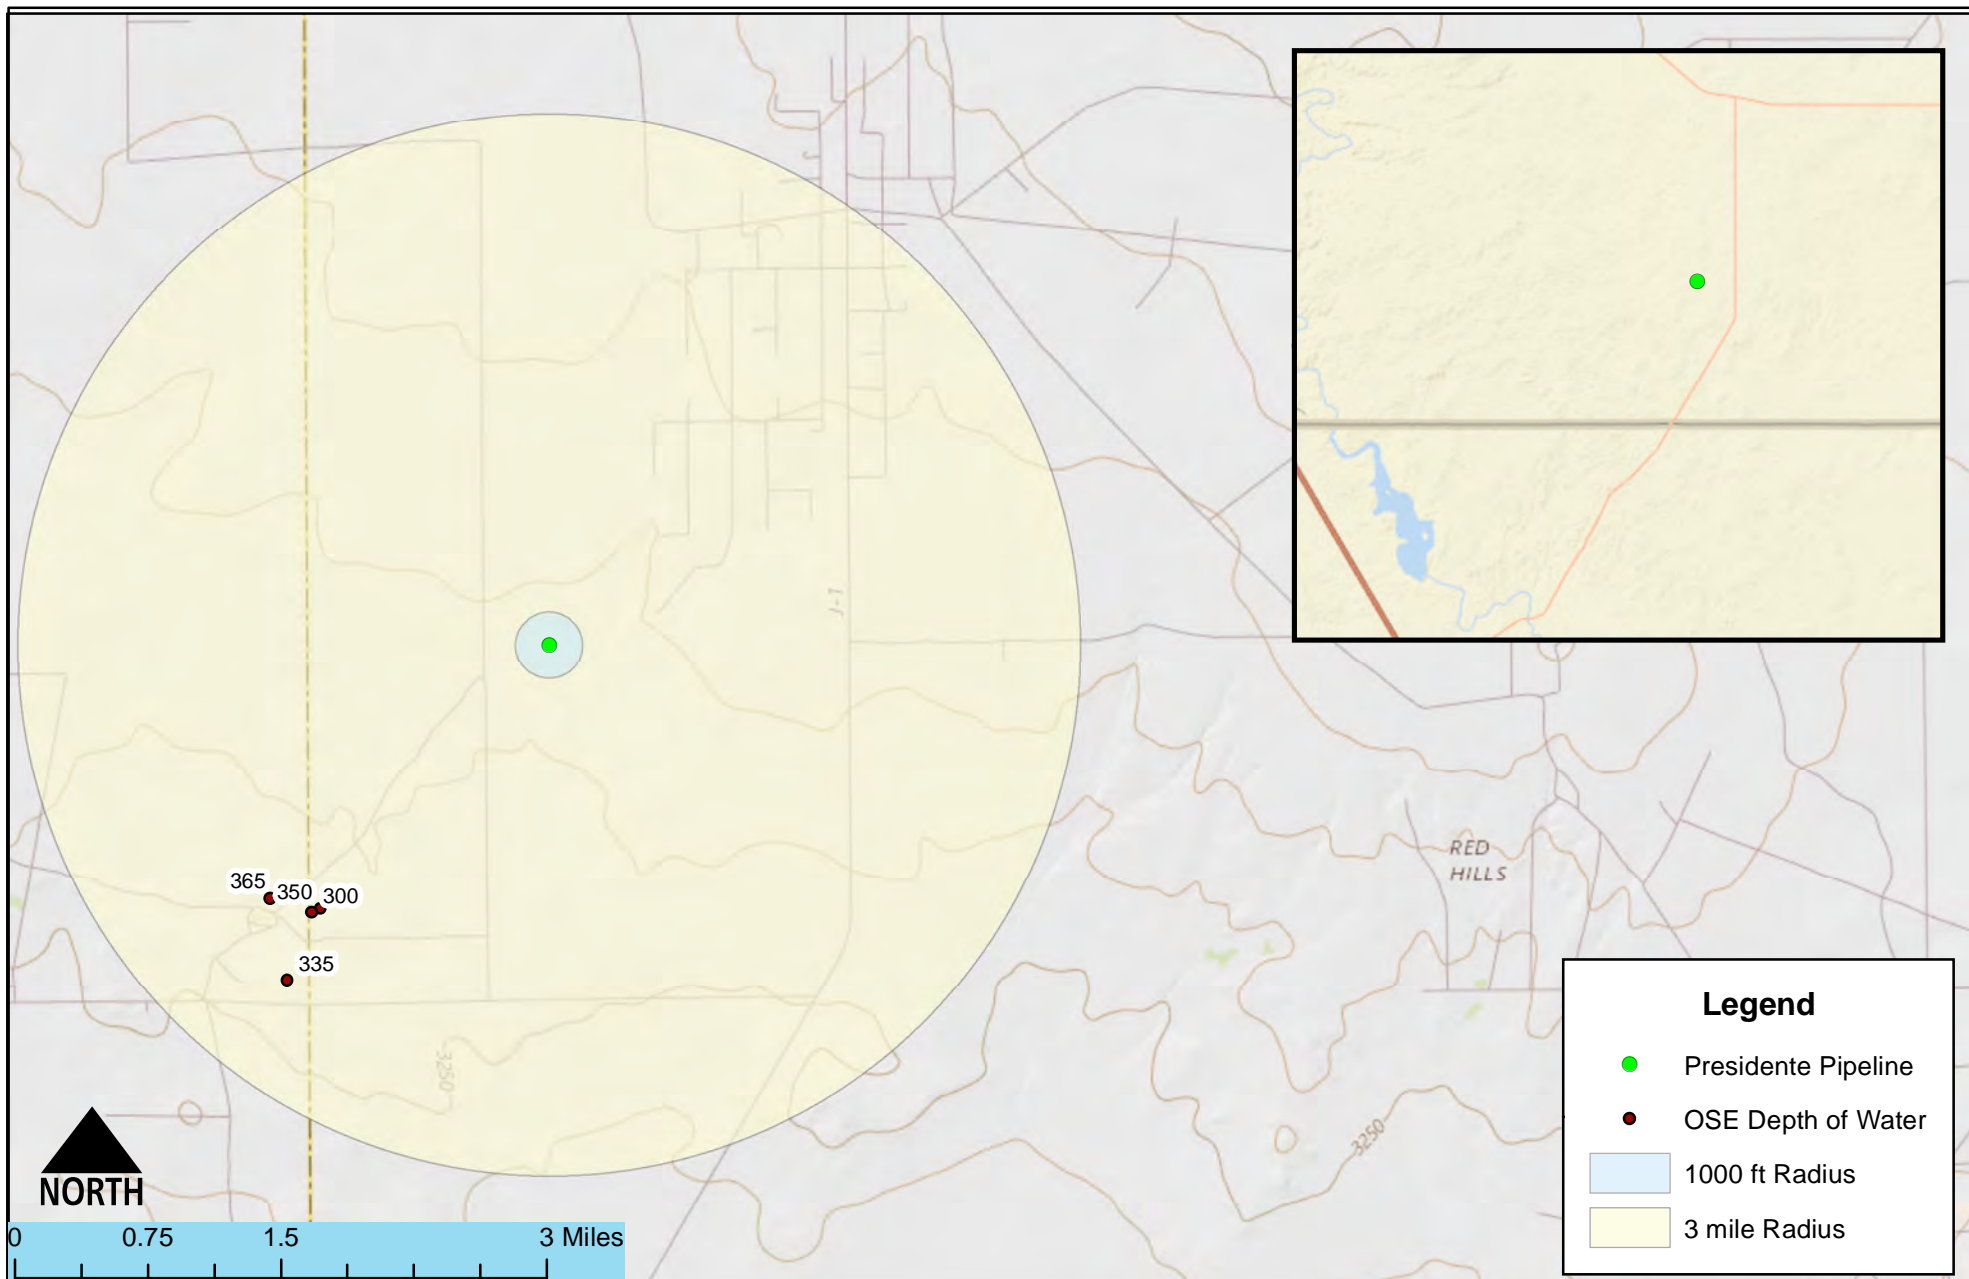 J-1
365
350
300
335
3250
RED
HILLS
3250
NORTH
0 0.75 1.5 3 Miles
Legend
Presidente Pipeline
OSE Depth of Water
1000 ft Radius
3 mile Radius